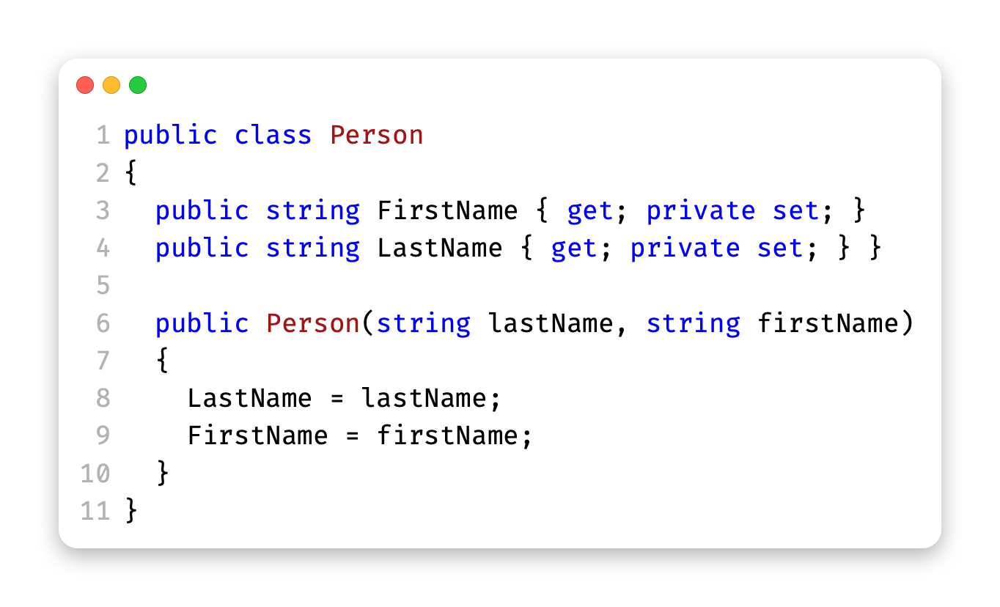 1 public class Person
2 {
3   public string FirstName { get; private set; }
4   public string LastName { get; private set; } }
5
6   public Person(string lastName, string firstName)
7   {
8     LastName = lastName;
9     FirstName = firstName;
10   }
11 }